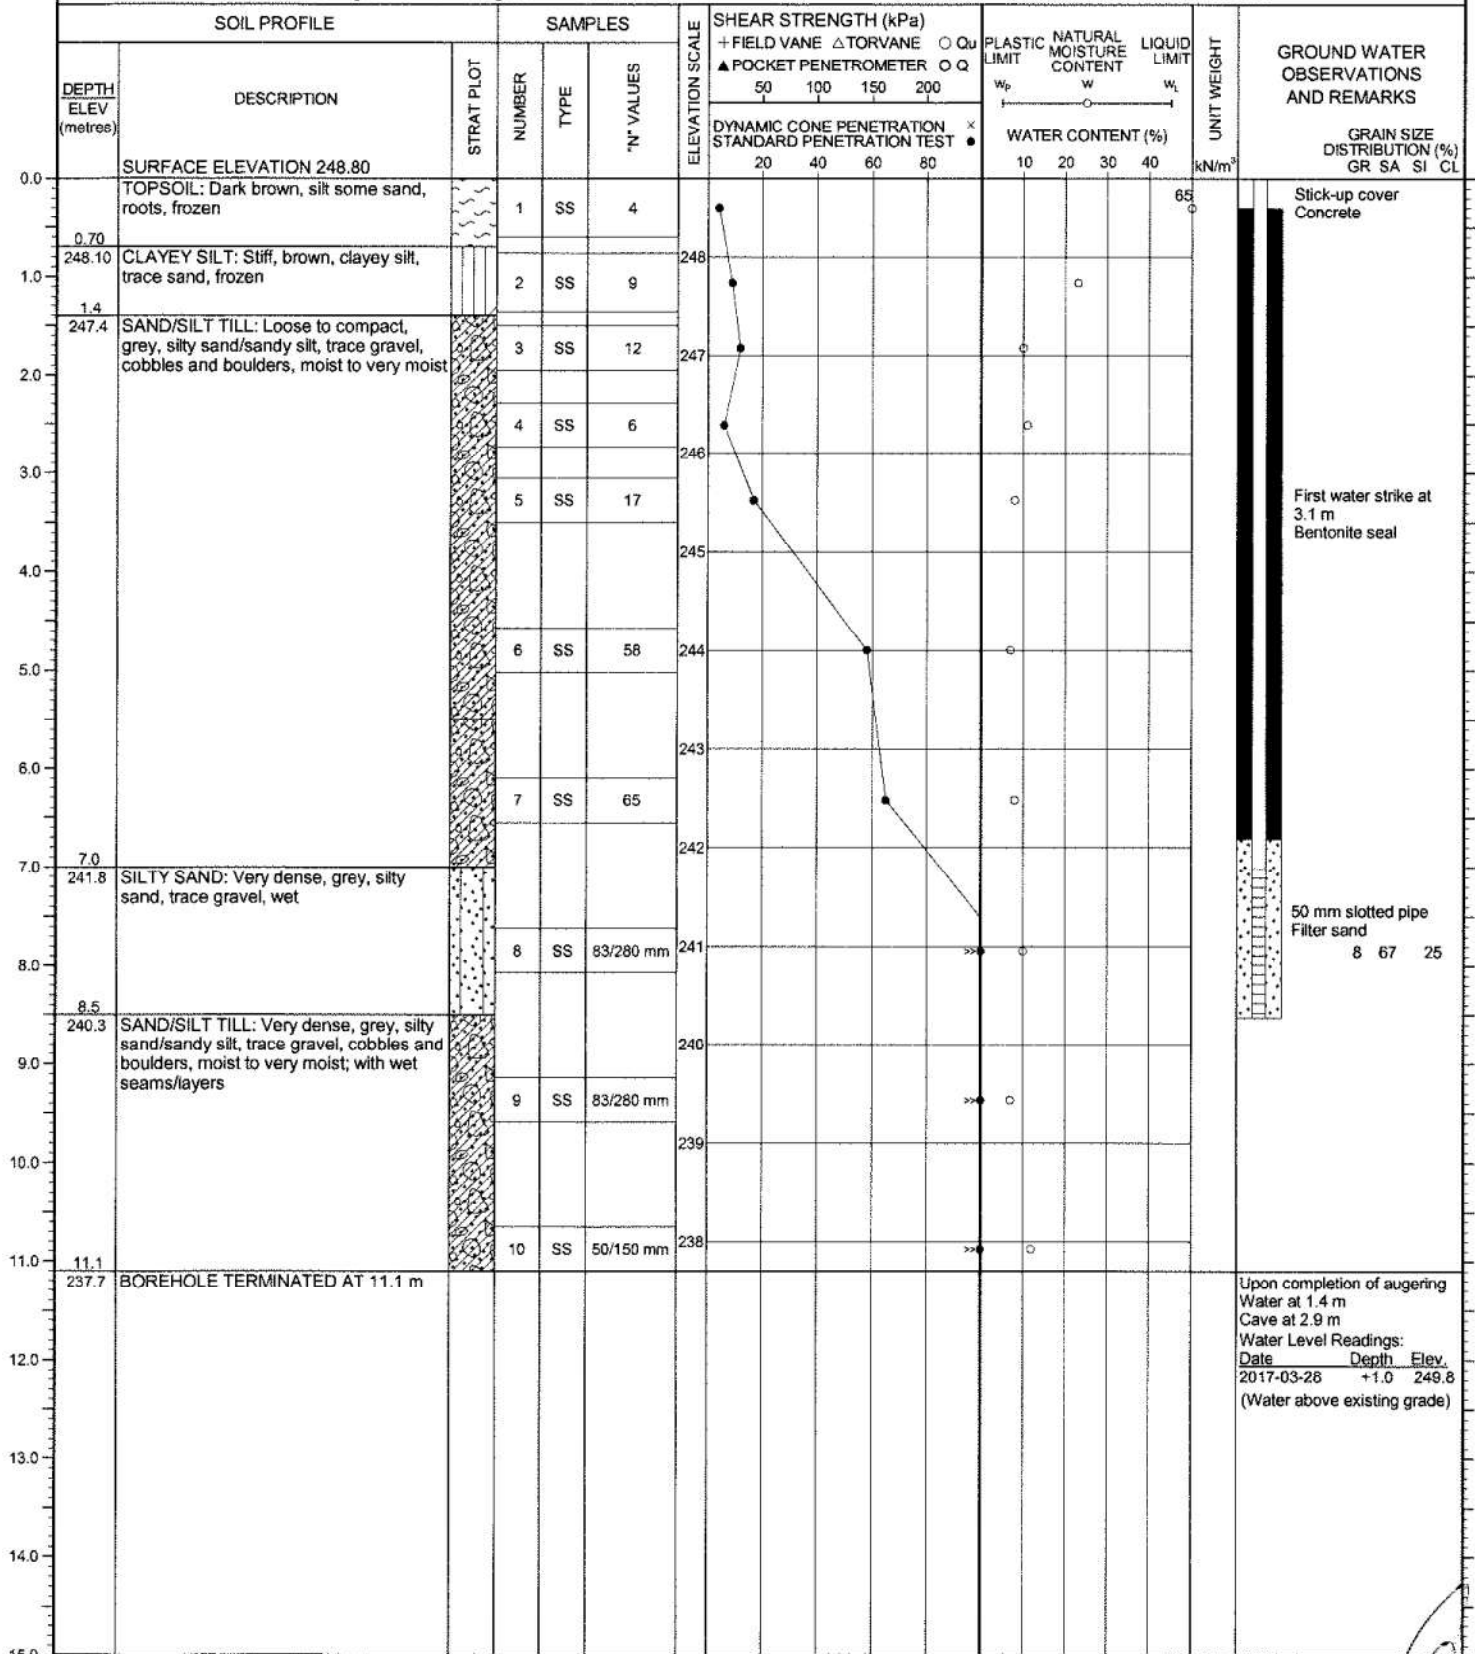 SOIL PROFILE
SAMPLES
ELEVATION SCALE
SHEAR STRENGTH (kPa)
+ FIELD VANE △ TORVANE ○ Qu
▲ POCKET PENETROMETER ○ Q
50 100 150 200
DYNAMIC CONE PENETRATION ×
STANDARD PENETRATION TEST ●
20 40 60 80
PLASTIC LIMIT
NATURAL MOISTURE CONTENT
LIQUID LIMIT
WP W WL
WATER CONTENT (%)
10 20 30 40
UNIT WEIGHT
kN/m³
GROUND WATER
OBSERVATIONS
AND REMARKS
GRAIN SIZE
DISTRIBUTION (%)
GR SA SI CL
DEPTH
ELEV
(metres)
DESCRIPTION
STRAT PLOT
NUMBER
TYPE
"N" VALUES
SURFACE ELEVATION 248.80
0.0
TOPSOIL: Dark brown, silt some sand,
roots, frozen
1 SS 4
65
Stick-up cover
Concrete
0.70
248.10 CLAYEY SILT: Stiff, brown, clayey silt,
trace sand, frozen
248
1.0
2 SS 9
1.4
247.4 SAND/SILT TILL: Loose to compact,
grey, silty sand/sandy silt, trace gravel,
cobbles and boulders, moist to very moist
3 SS 12
247
2.0
4 SS 6
246
3.0
5 SS 17
First water strike at
3.1 m
Bentonite seal
245
4.0
6 SS 58
244
5.0
243
6.0
7 SS 65
242
7.0
7.0
241.8 SILTY SAND: Very dense, grey, silty
sand, trace gravel, wet
50 mm slotted pipe
Filter sand
8 SS 83/280 mm
241
»
8 67 25
8.0
8.5
240.3 SAND/SILT TILL: Very dense, grey, silty
sand/sandy silt, trace gravel, cobbles and
boulders, moist to very moist; with wet
seams/layers
240
9.0
9 SS 83/280 mm
»
239
10.0
10 SS 50/150 mm
238
»
11.0
11.1
237.7 BOREHOLE TERMINATED AT 11.1 m
Upon completion of augering
Water at 1.4 m
Cave at 2.9 m
Water Level Readings:
Date Depth Elev.
2017-03-28 +1.0 249.8
(Water above existing grade)
12.0
13.0
14.0